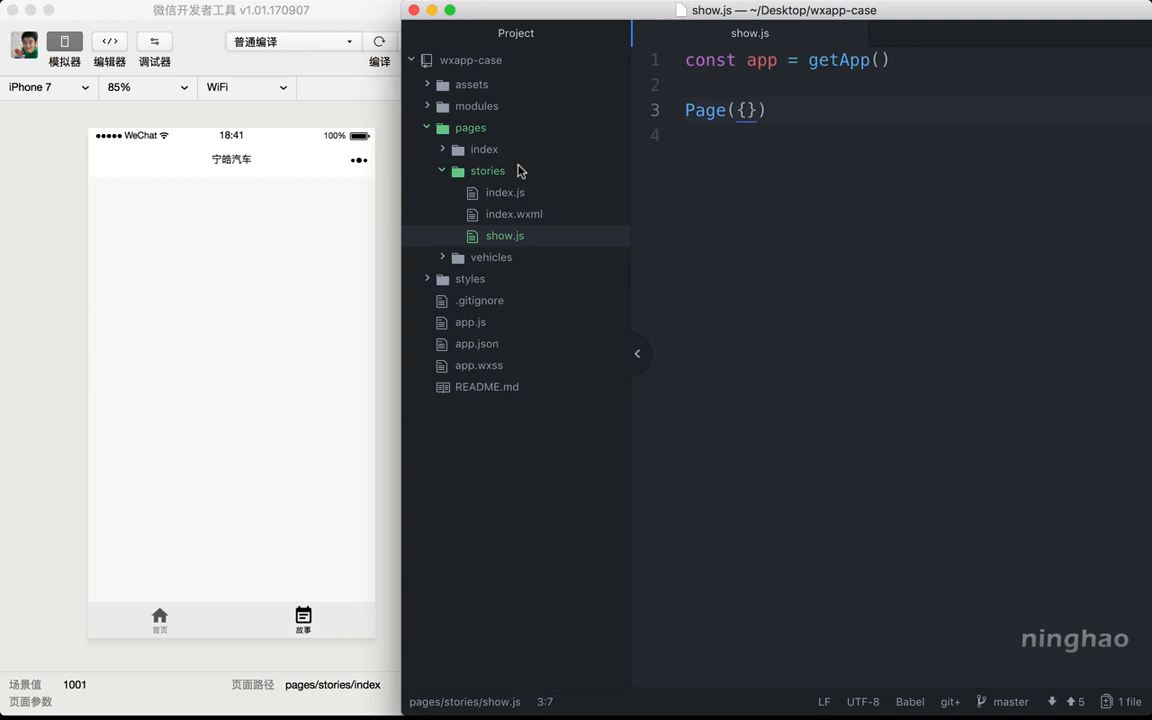 微信开发者工具 v1.01.170907
模拟器
编辑器
调试器
普通编译
编译
iPhone 7
85%
WiFi
WeChat
18:41
100%
宁皓汽车
首页
故事
场景值
1001
页面路径
pages/stories/index
页面参数
show.js — ~/Desktop/wxapp-case
Project
wxapp-case
assets
modules
pages
index
stories
index.js
index.wxml
show.js
vehicles
styles
.gitignore
app.js
app.json
app.wxss
README.md
show.js
1 const app = getApp()
2
3 Page({})
4
ninghao
pages/stories/show.js 3:7
LF UTF-8 Babel git+ master 5 1 file